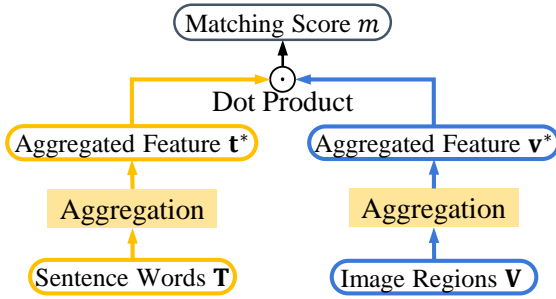 Matching Score m
Dot Product
Aggregated Feature t*
Aggregated Feature v*
Aggregation
Aggregation
Sentence Words T
Image Regions V